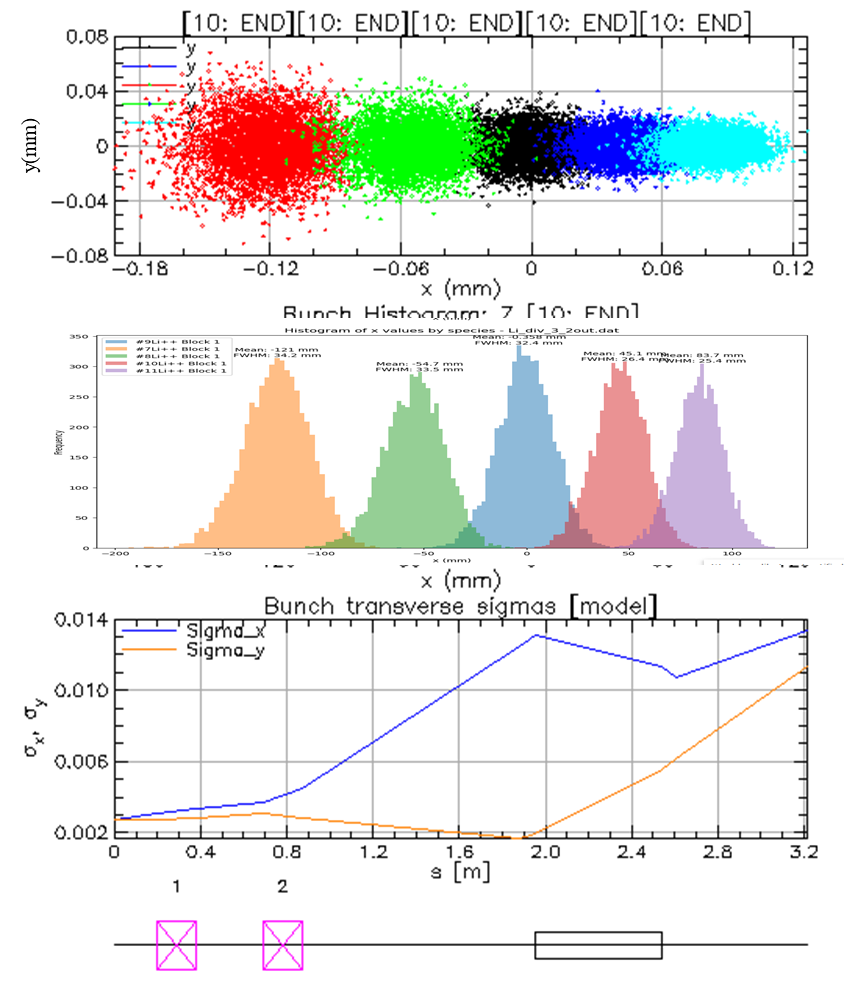 [10: END][10: END][10: END][10: END][10: END]
0.08
0.04
0
−0.04
−0.08
y(mm)
y
y
y
y
y
−0.18 −0.12 −0.06 0 0.06 0.12
x (mm)
Bunch Histogram: 7 [10: END]
Histogram of x values by species - Li_div_3_2out.dat
#9Li++ Block 1
#7Li++ Block 1
#8Li++ Block 1
#10Li++ Block 1
#11Li++ Block 1
Mean: -121 mm
FWHM: 34.2 mm
Mean: -54.7 mm
FWHM: 33.5 mm
Mean: -0.358 mm
FWHM: 32.4 mm
Mean: 45.1 mm
FWHM: 26.4 mm
Mean: 83.7 mm
FWHM: 25.4 mm
350
300
250
200
150
100
50
0
Frequency
−200 −150 −100 −50 0 50 100
x (mm)
x (mm)
Bunch transverse sigmas [model]
Sigma_x
Sigma_y
0.014
0.010
0.006
0.002
σx, σy
0 0.4 0.8 1.2 1.6 2.0 2.4 2.8 3.2
s [m]
1 2